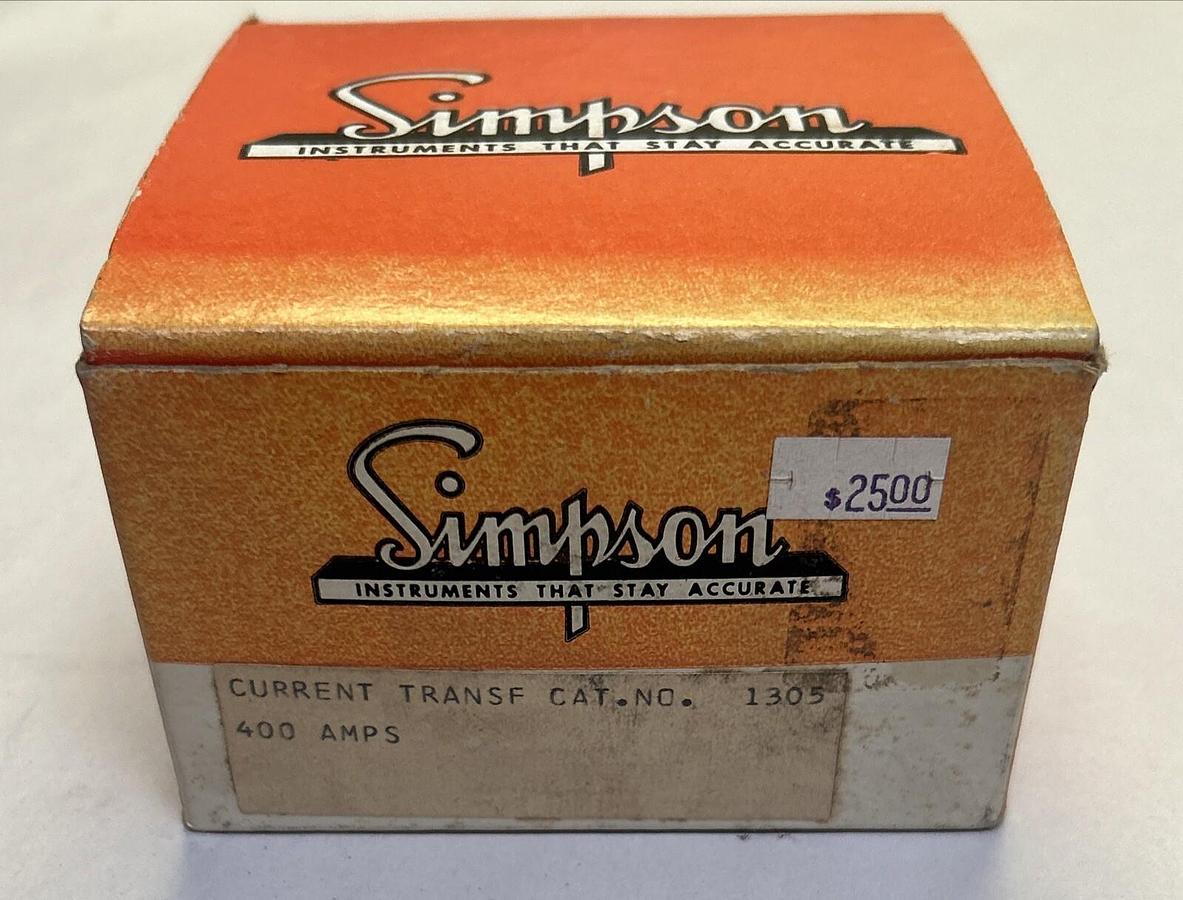 Simpson
INSTRUMENTS THAT STAY ACCURATE
Simpson
$2500
INSTRUMENTS THAT STAY ACCURATE
CURRENT TRANSF CAT.NO. 1305
400 AMPS